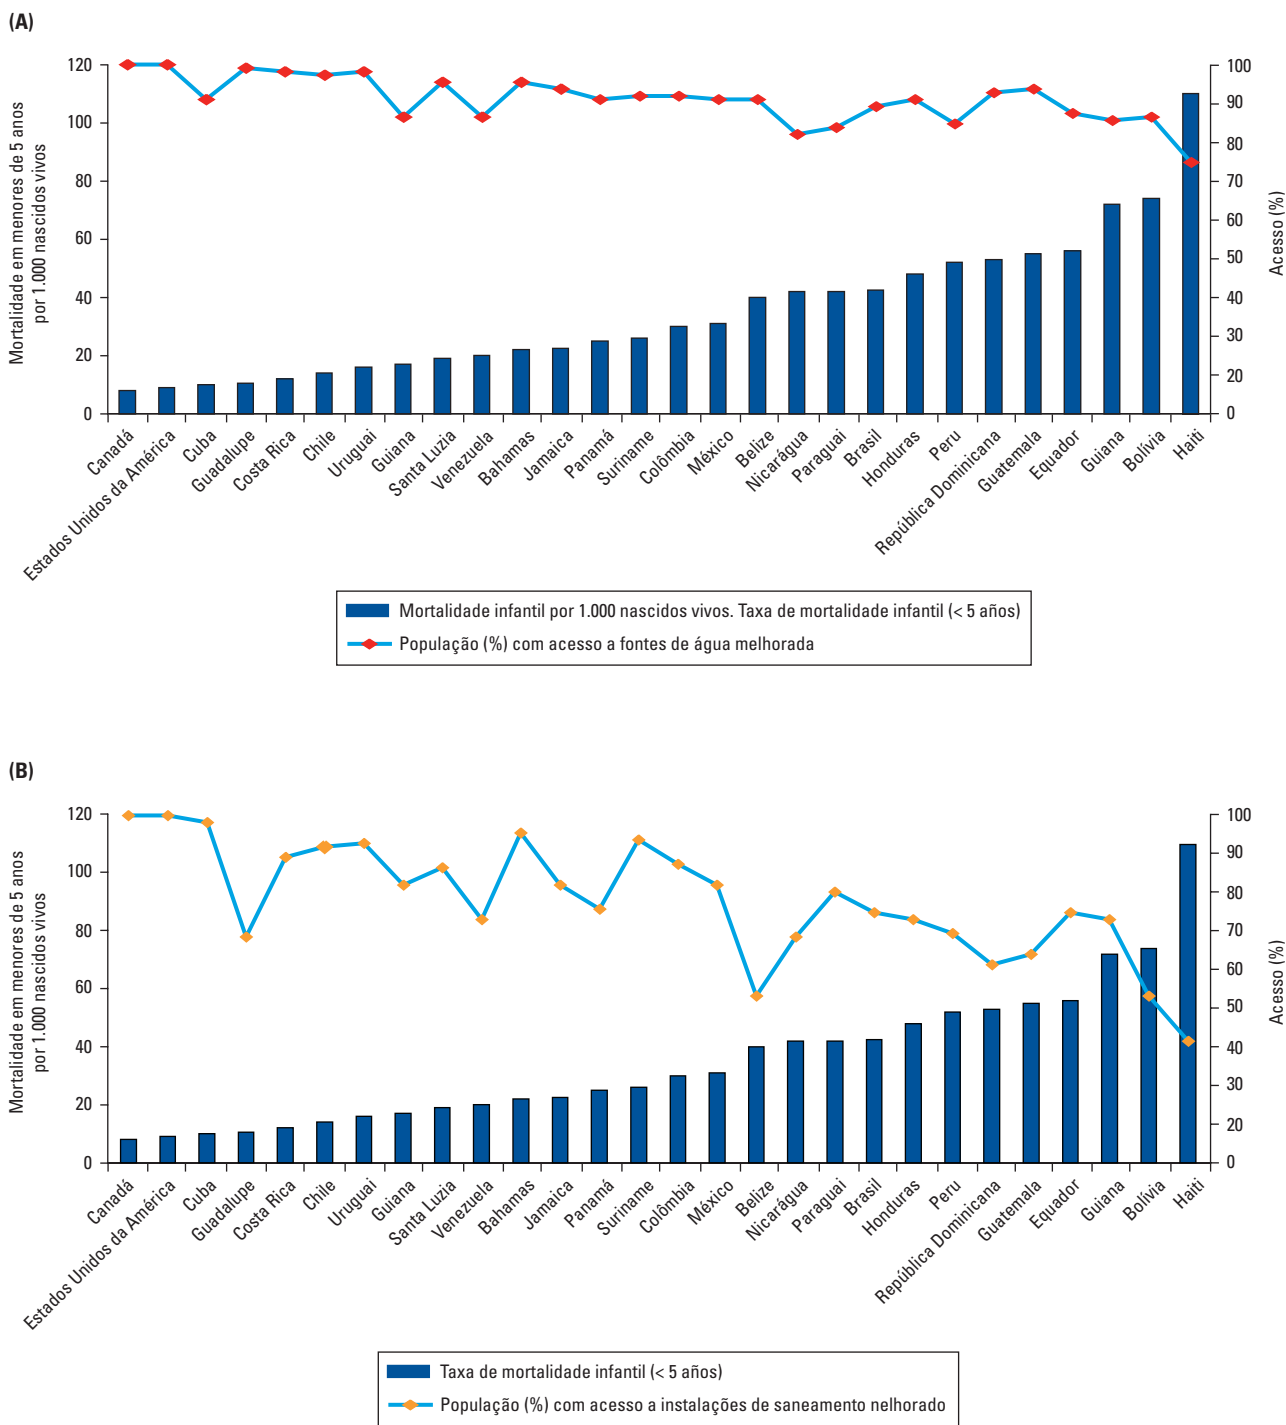 (A)
Mortalidade em menores de 5 anos
por 1.000 nascidos vivos
120
100
80
60
40
20
0
100
90
80
70
60
50
40
30
20
20
0
Acesso (%)
Canadá
Estados Unidos da América
Cuba
Guadalupe
Costa Rica
Chile
Uruguai
Guiana
Santa Luzia
Venezuela
Bahamas
Jamaica
Panamá
Suriname
Colômbia
México
Belize
Nicarágua
Paraguai
Brasil
Honduras
Peru
República Dominicana
Guatemala
Equador
Guiana
Bolívia
Haiti
Mortalidade infantil por 1.000 nascidos vivos. Taxa de mortalidade infantil (< 5 años)
População (%) com acesso a fontes de água melhorada
(B)
Mortalidade em menores de 5 anos
por 1.000 nascidos vivos
120
100
80
60
40
20
0
100
90
80
70
60
50
40
30
20
20
0
Acesso (%)
Canadá
Estados Unidos da América
Cuba
Guadalupe
Costa Rica
Chile
Uruguai
Guiana
Santa Luzia
Venezuela
Bahamas
Jamaica
Panamá
Suriname
Colômbia
México
Belize
Nicarágua
Paraguai
Brasil
Honduras
Peru
República Dominicana
Guatemala
Equador
Guiana
Bolívia
Haiti
Taxa de mortalidade infantil (< 5 años)
População (%) com acesso a instalações de saneamento nelhorado